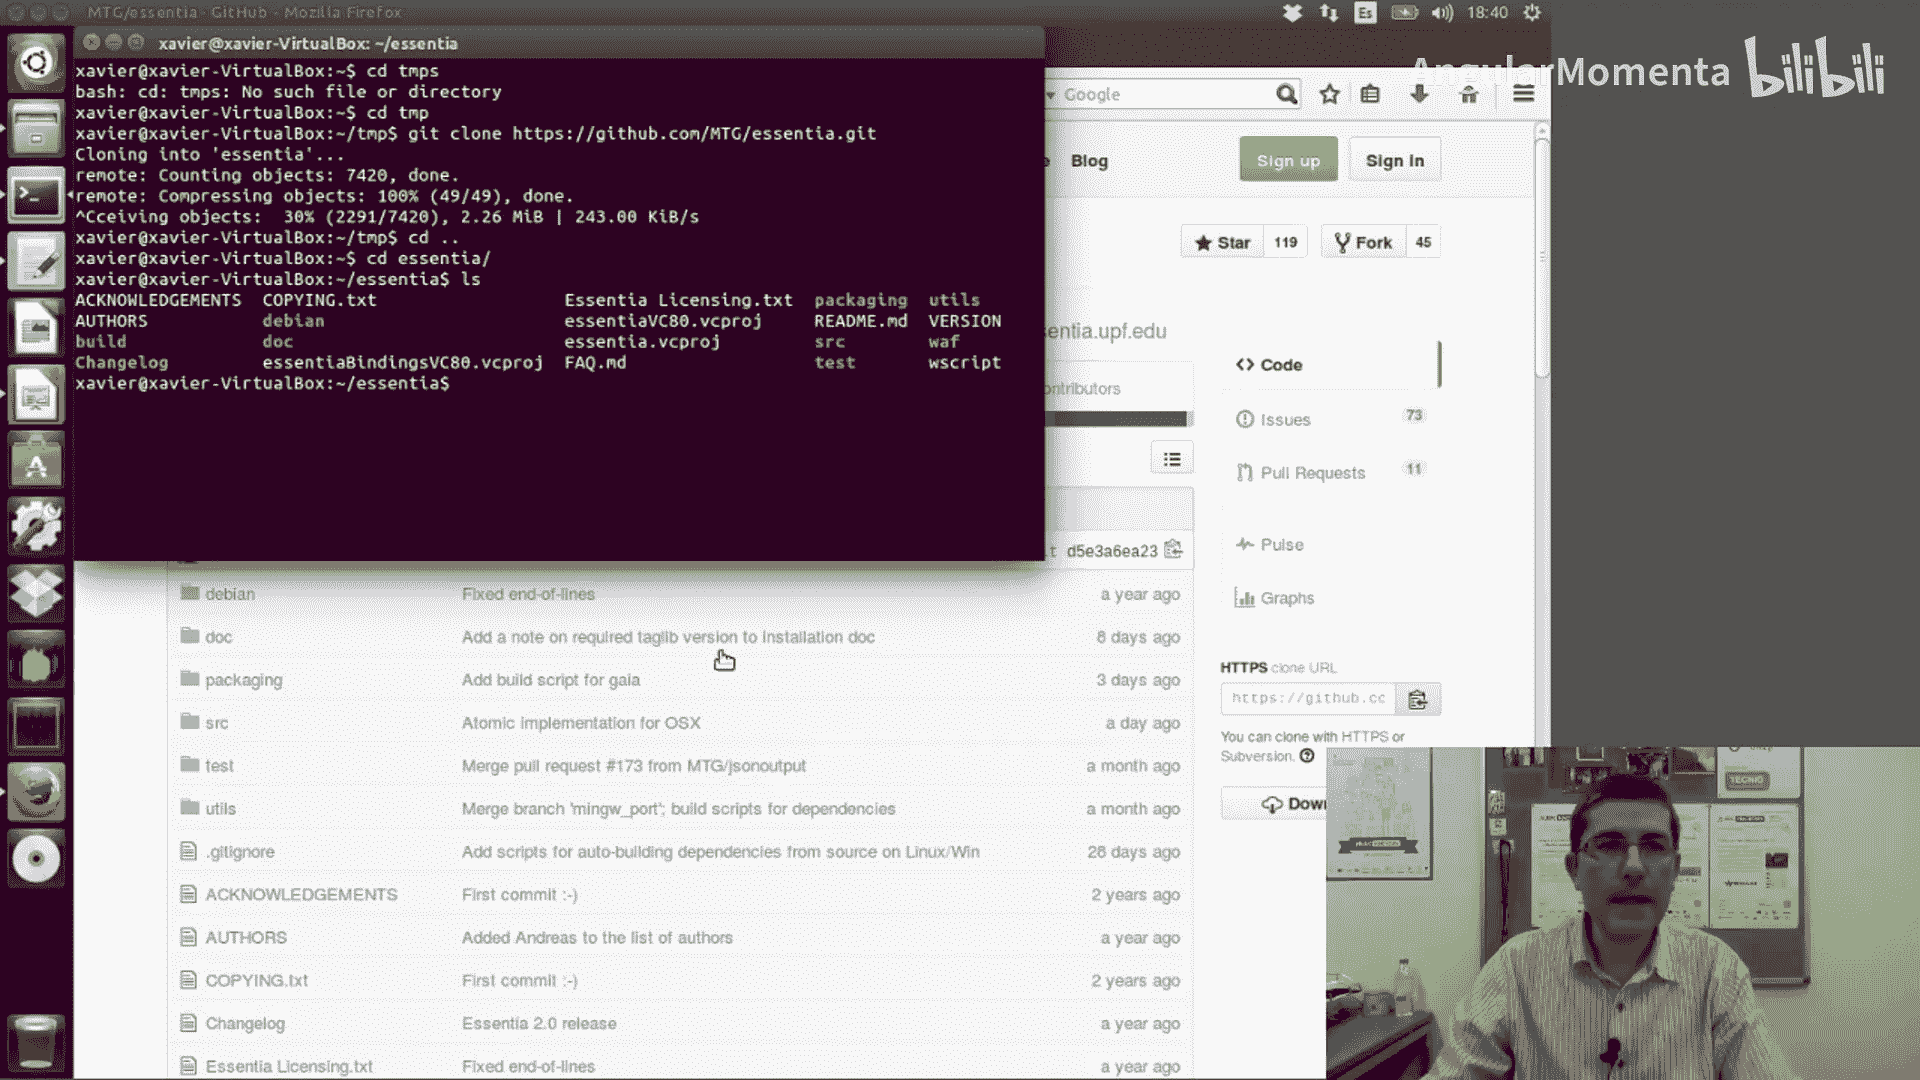 MTG/essentia · GitHub - Mozilla Firefox
Es
18:40
AngularMomenta bilibili
xavier@xavier-VirtualBox: ~/essentia
xavier@xavier-VirtualBox:~$ cd tmps
bash: cd: tmps: No such file or directory
xavier@xavier-VirtualBox:~$ cd tmp
xavier@xavier-VirtualBox:~/tmp$ git clone https://github.com/MTG/essentia.git
Cloning into 'essentia'...
remote: Counting objects: 7420, done.
remote: Compressing objects: 100% (49/49), done.
^Cceiving objects:  30% (2291/7420), 2.26 MiB | 243.00 KiB/s
xavier@xavier-VirtualBox:~/tmp$ cd ..
xavier@xavier-VirtualBox:~$ cd essentia/
xavier@xavier-VirtualBox:~/essentia$ ls
ACKNOWLEDGEMENTS COPYING.txt Essentia Licensing.txt packaging utils
AUTHORS debian essentiaVC80.vcproj README.md VERSION
build doc essentia.vcproj src waf
Changelog essentiaBindingsVC80.vcproj FAQ.md test wscript
xavier@xavier-VirtualBox:~/essentia$
Google
Blog
Sign up
Sign in
Star 119
Fork 45
entia.upf.edu
ontributors
Code
Issues 73
Pull Requests 11
Pulse
Graphs
HTTPS clone URL
https://github.cc
You can clone with HTTPS or
Subversion.
Down
t d5e3a6ea23
debian Fixed end-of-lines a year ago
doc Add a note on required taglib version to installation doc 8 days ago
packaging Add build script for gaia 3 days ago
src Atomic implementation for OSX a day ago
test Merge pull request #173 from MTG/jsonoutput a month ago
utils Merge branch 'mingw_port'; build scripts for dependencies a month ago
.gitignore Add scripts for auto-building dependencies from source on Linux/Win 26 days ago
ACKNOWLEDGEMENTS First commit :-) 2 years ago
AUTHORS Added Andreas to the list of authors a year ago
COPYING.txt First commit :-) 2 years ago
Changelog Essentia 2.0 release a year ago
Essentia Licensing.txt Fixed end-of-lines a year ago
TECNIO